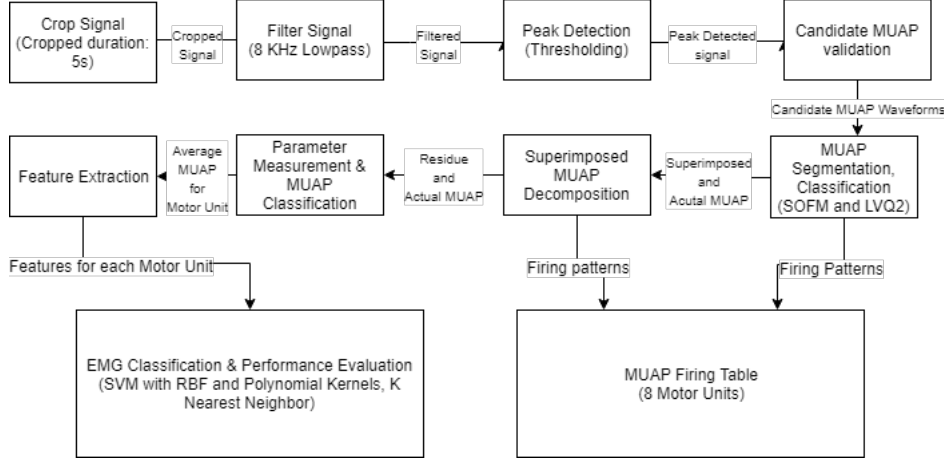 Crop Signal
(Cropped duration:
5s)
Cropped
Signal
Filter Signal
(8 KHz Lowpass)
Filtered
Signal
Peak Detection
(Thresholding)
Peak Detected
signal
Candidate MUAP
validation
Candidate MUAP Waveforms
Feature Extraction
Average
MUAP
for
Motor Unit
Parameter
Measurement &
MUAP
Classification
Residue
and
Actual MUAP
Superimposed
MUAP
Decomposition
Superimposed
and
Acutal MUAP
MUAP
Segmentation,
Classification
(SOFM and LVQ2)
Features for each Motor Unit
Firing patterns
Firing Patterns
EMG Classification & Performance Evaluation
(SVM with RBF and Polynomial Kernels, K
Nearest Neighbor)
MUAP Firing Table
(8 Motor Units)